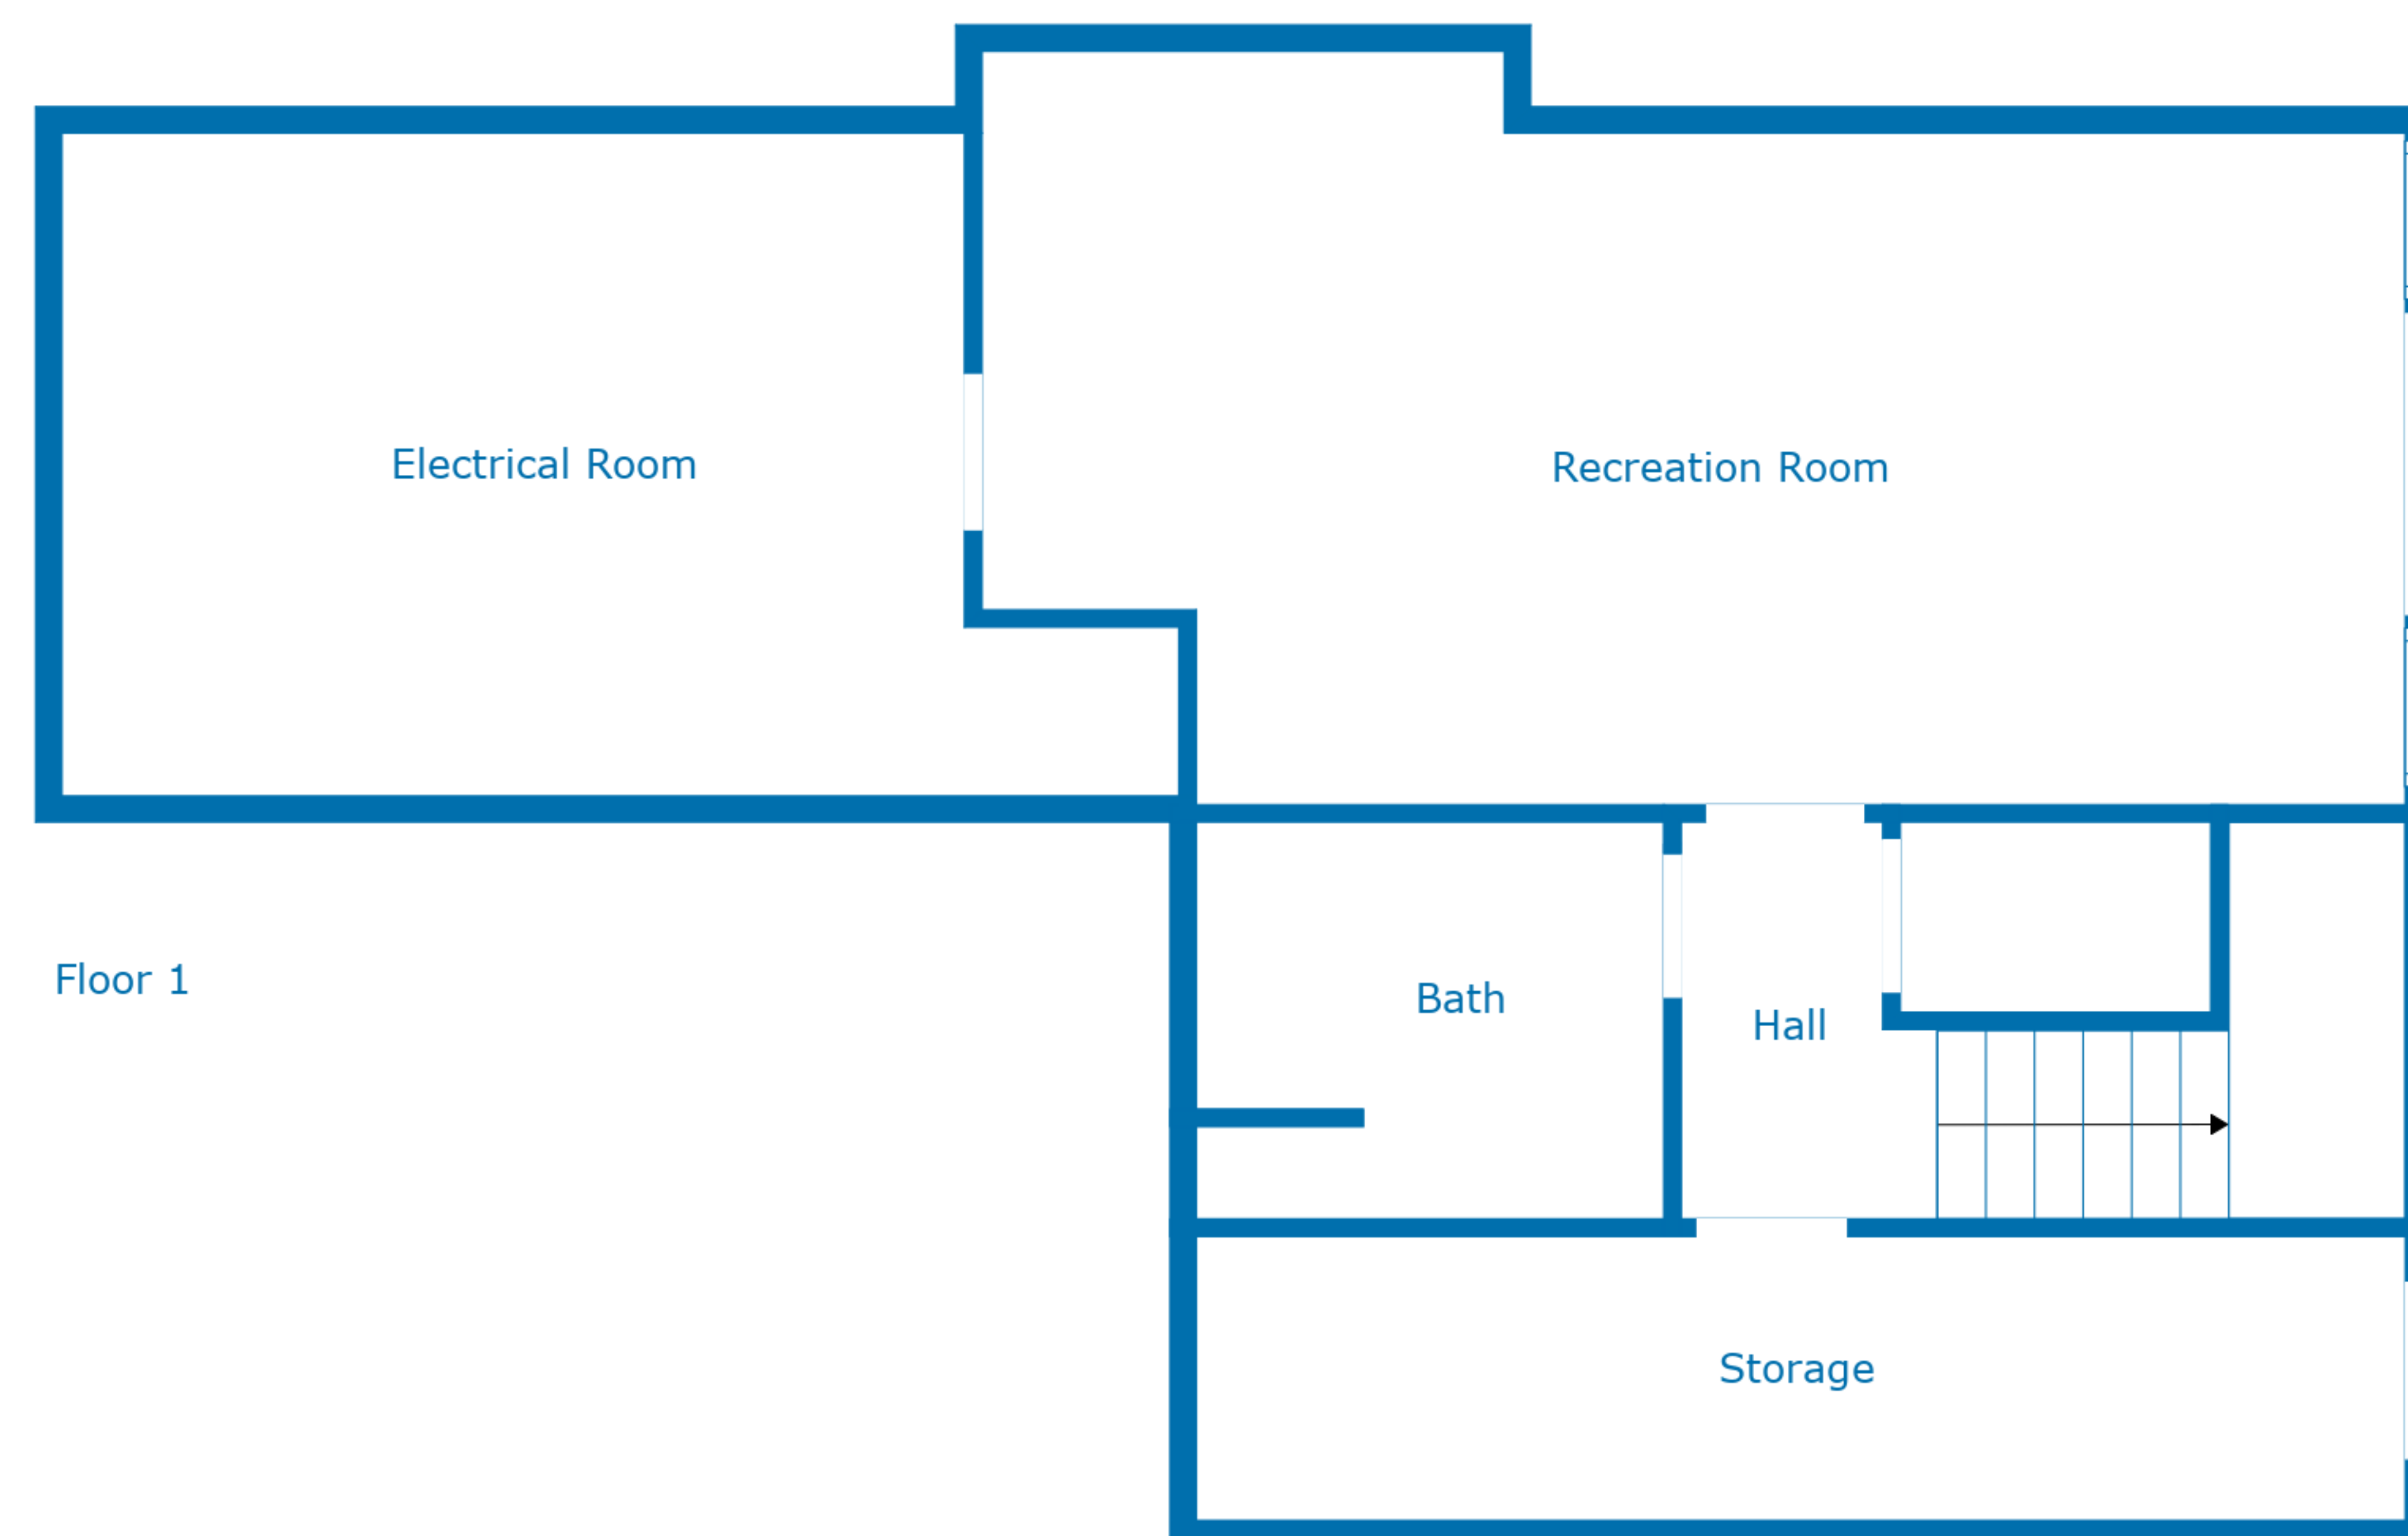 Electrical Room
Recreation Room
Floor 1
Bath
Hall
Storage